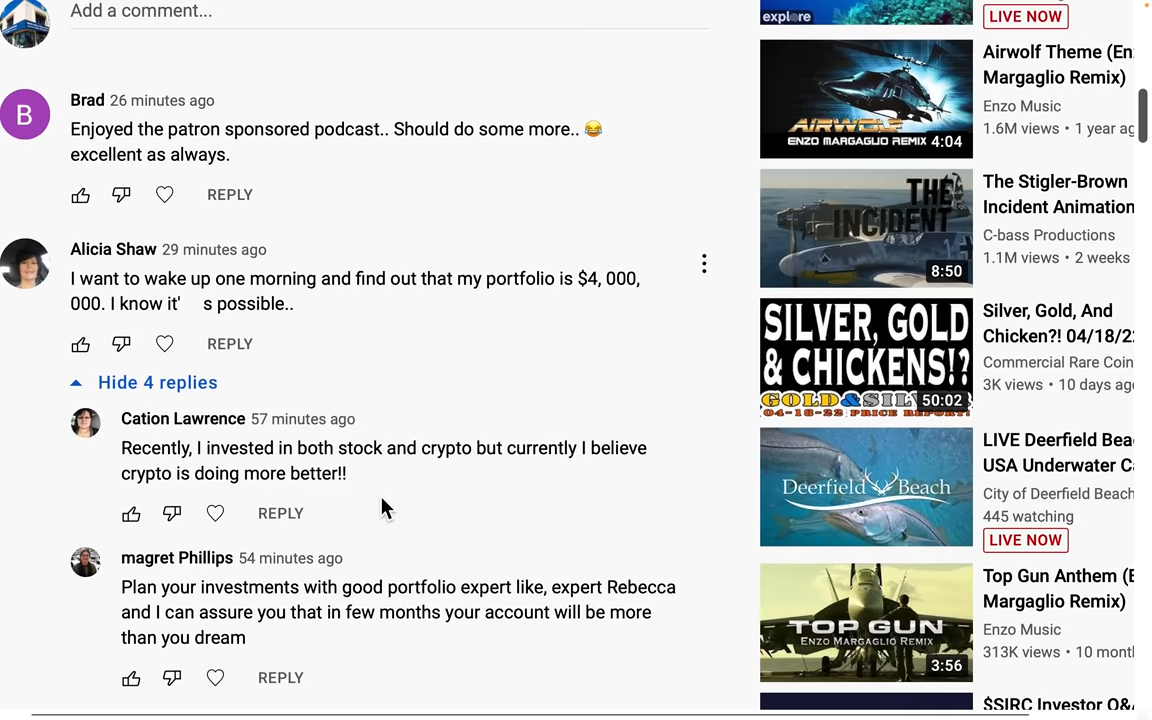 Add a comment...
B
Brad 26 minutes ago
Enjoyed the patron sponsored podcast.. Should do some more.. 😂
excellent as always.
REPLY
Alicia Shaw 29 minutes ago
I want to wake up one morning and find out that my portfolio is $4, 000,
000. I know it' s possible..
REPLY
Hide 4 replies
Cation Lawrence 57 minutes ago
Recently, I invested in both stock and crypto but currently I believe
crypto is doing more better!!
REPLY
magret Phillips 54 minutes ago
Plan your investments with good portfolio expert like, expert Rebecca
and I can assure you that in few months your account will be more
than you dream
REPLY
explore
LIVE NOW
AIRWOLF
ENZO MARGAGLIO REMIX 4:04
Airwolf Theme (En
Margaglio Remix)
Enzo Music
1.6M views • 1 year ag
THE
INCIDENT
8:50
The Stigler-Brown
Incident Animation
C-bass Productions
1.1M views • 2 weeks
SILVER, GOLD
& CHICKENS!?
GOLD&SIL
50:02
04-18-22 PRICE REPORT!
Silver, Gold, And
Chicken?! 04/18/2
Commercial Rare Coin
3K views • 10 days ag
Deerfield Beach
LIVE Deerfield Bea
USA Underwater C
City of Deerfield Beach
445 watching
LIVE NOW
TOP GUN
ENZO MARGAGLIO REMIX
3:56
Top Gun Anthem (E
Margaglio Remix)
Enzo Music
313K views • 10 mont
$SIRC Investor Q&